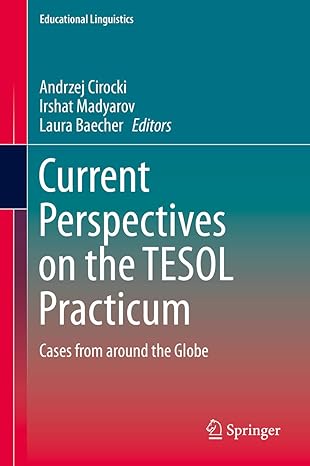 Educational Linguistics
Andrzej Cirocki
Irshat Madyarov
Laura Baecher Editors
Current
Perspectives
on the TESOL
Practicum
Cases from around the Globe
Springer